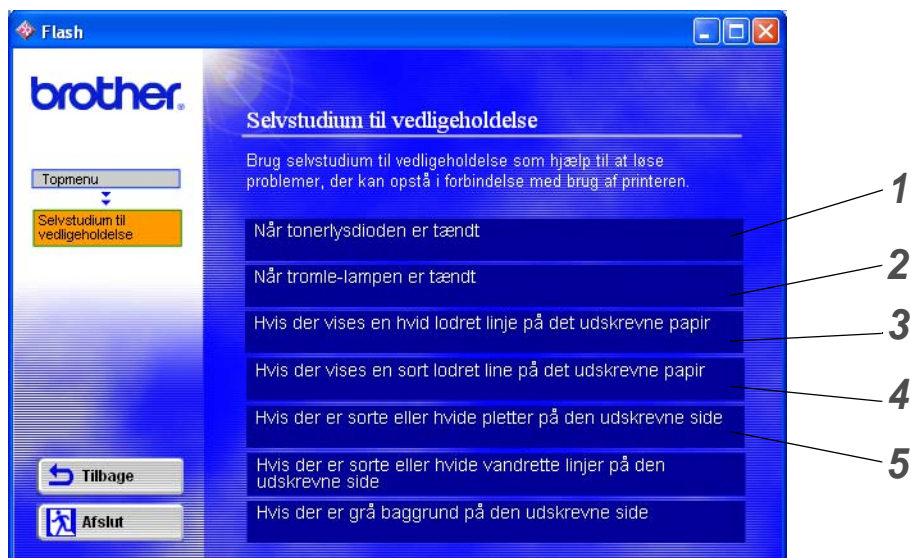 Flash
brother.
Topmenu
Selvstudium til
vedligeholdelse
Tilbage
Afslut
Selvstudium til vedligeholdelse
Brug selvstudium til vedligeholdelse som hjælp til at løse
problemer, der kan opstå i forbindelse med brug af printeren.
Når tonerlysdioden er tændt
Når tromle-lampen er tændt
Hvis der vises en hvid lodret linje på det udskrevne papir
Hvis der vises en sort lodret line på det udskrevne papir
Hvis der er sorte eller hvide pletter på den udskrevne side
Hvis der er sorte eller hvide vandrette linjer på den
udskrevne side
Hvis der er grå baggrund på den udskrevne side
1
2
3
4
5